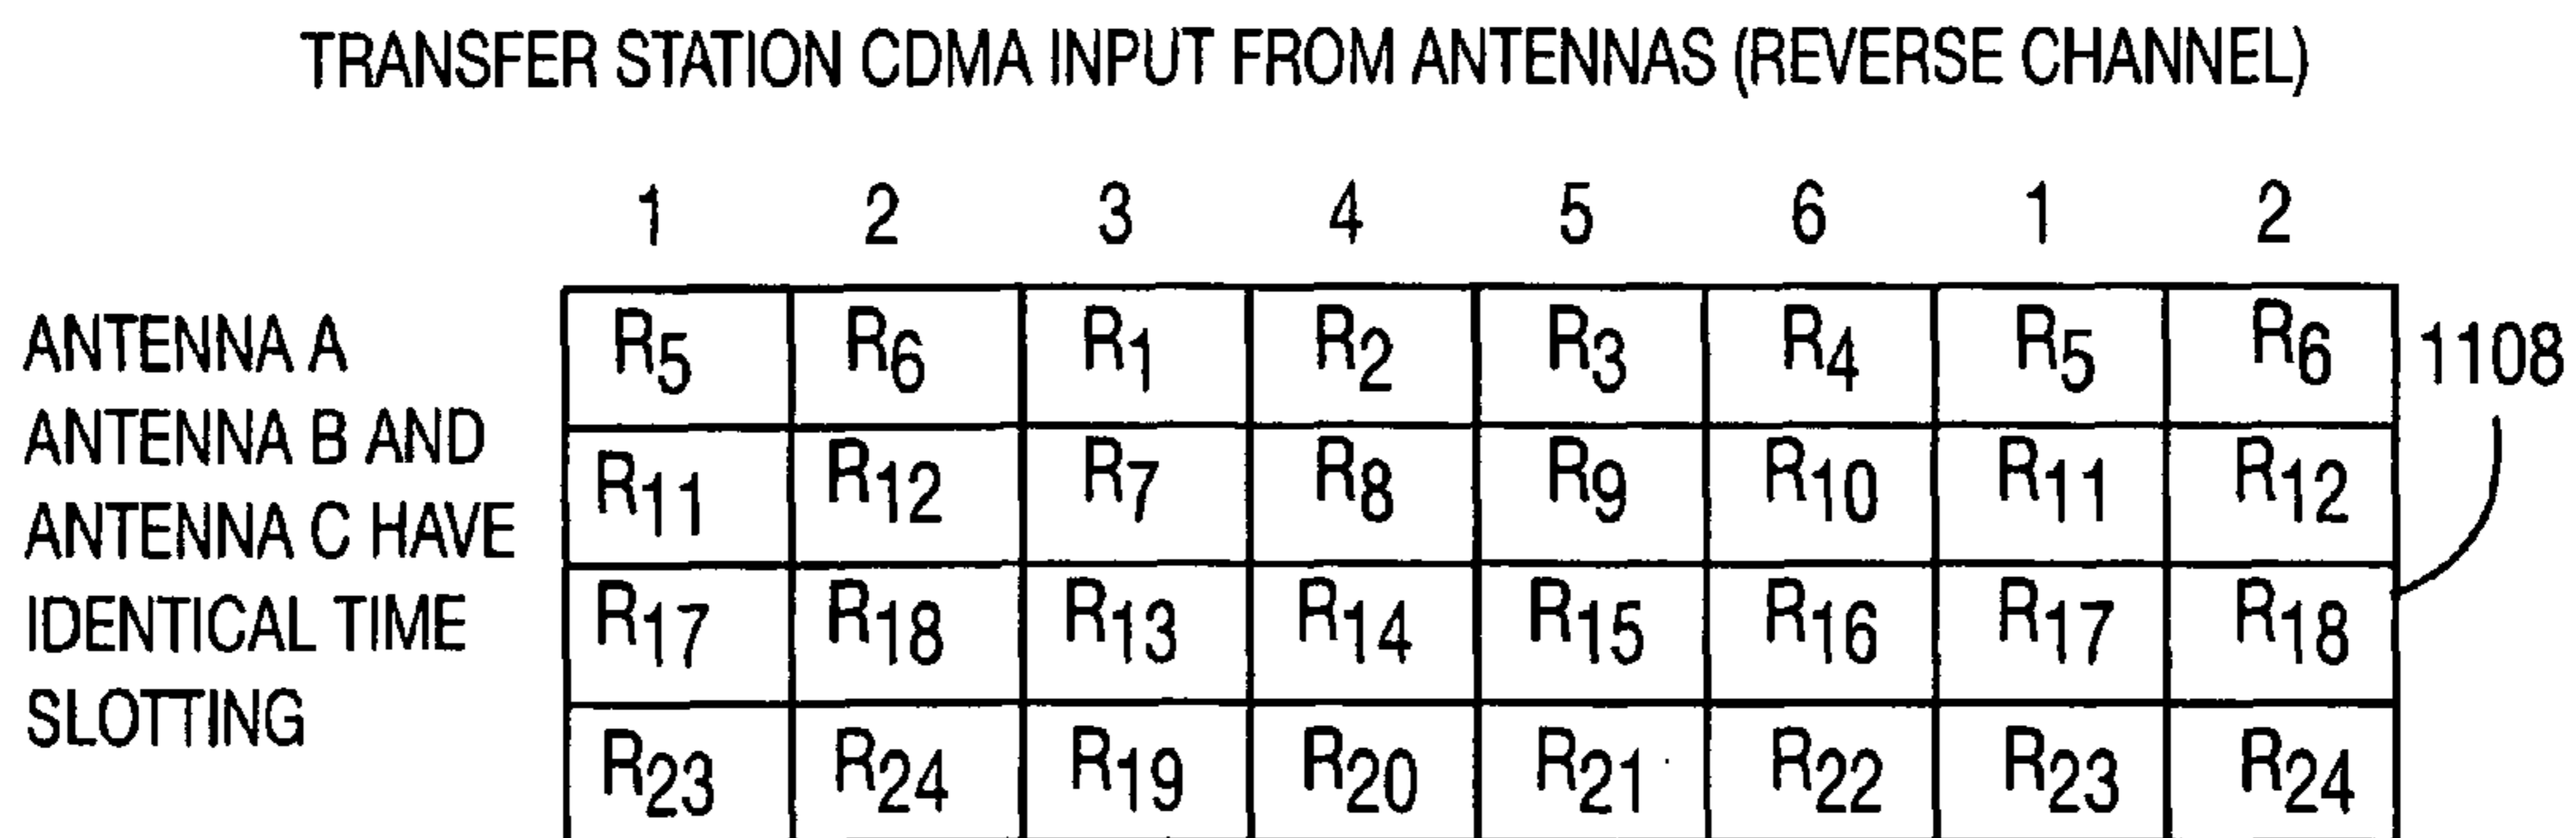 TRANSFER STATION CDMA INPUT FROM ANTENNAS (REVERSE CHANNEL)
1 2 3 4 5 6 1 2
ANTENNA A
ANTENNA B AND
ANTENNA C HAVE
IDENTICAL TIME
SLOTTING
R5 R6 R1 R2 R3 R4 R5 R6
1108
R11 R12 R7 R8 R9 R10 R11 R12
R17 R18 R13 R14 R15 R16 R17 R18
R23 R24 R19 R20 R21 R22 R23 R24